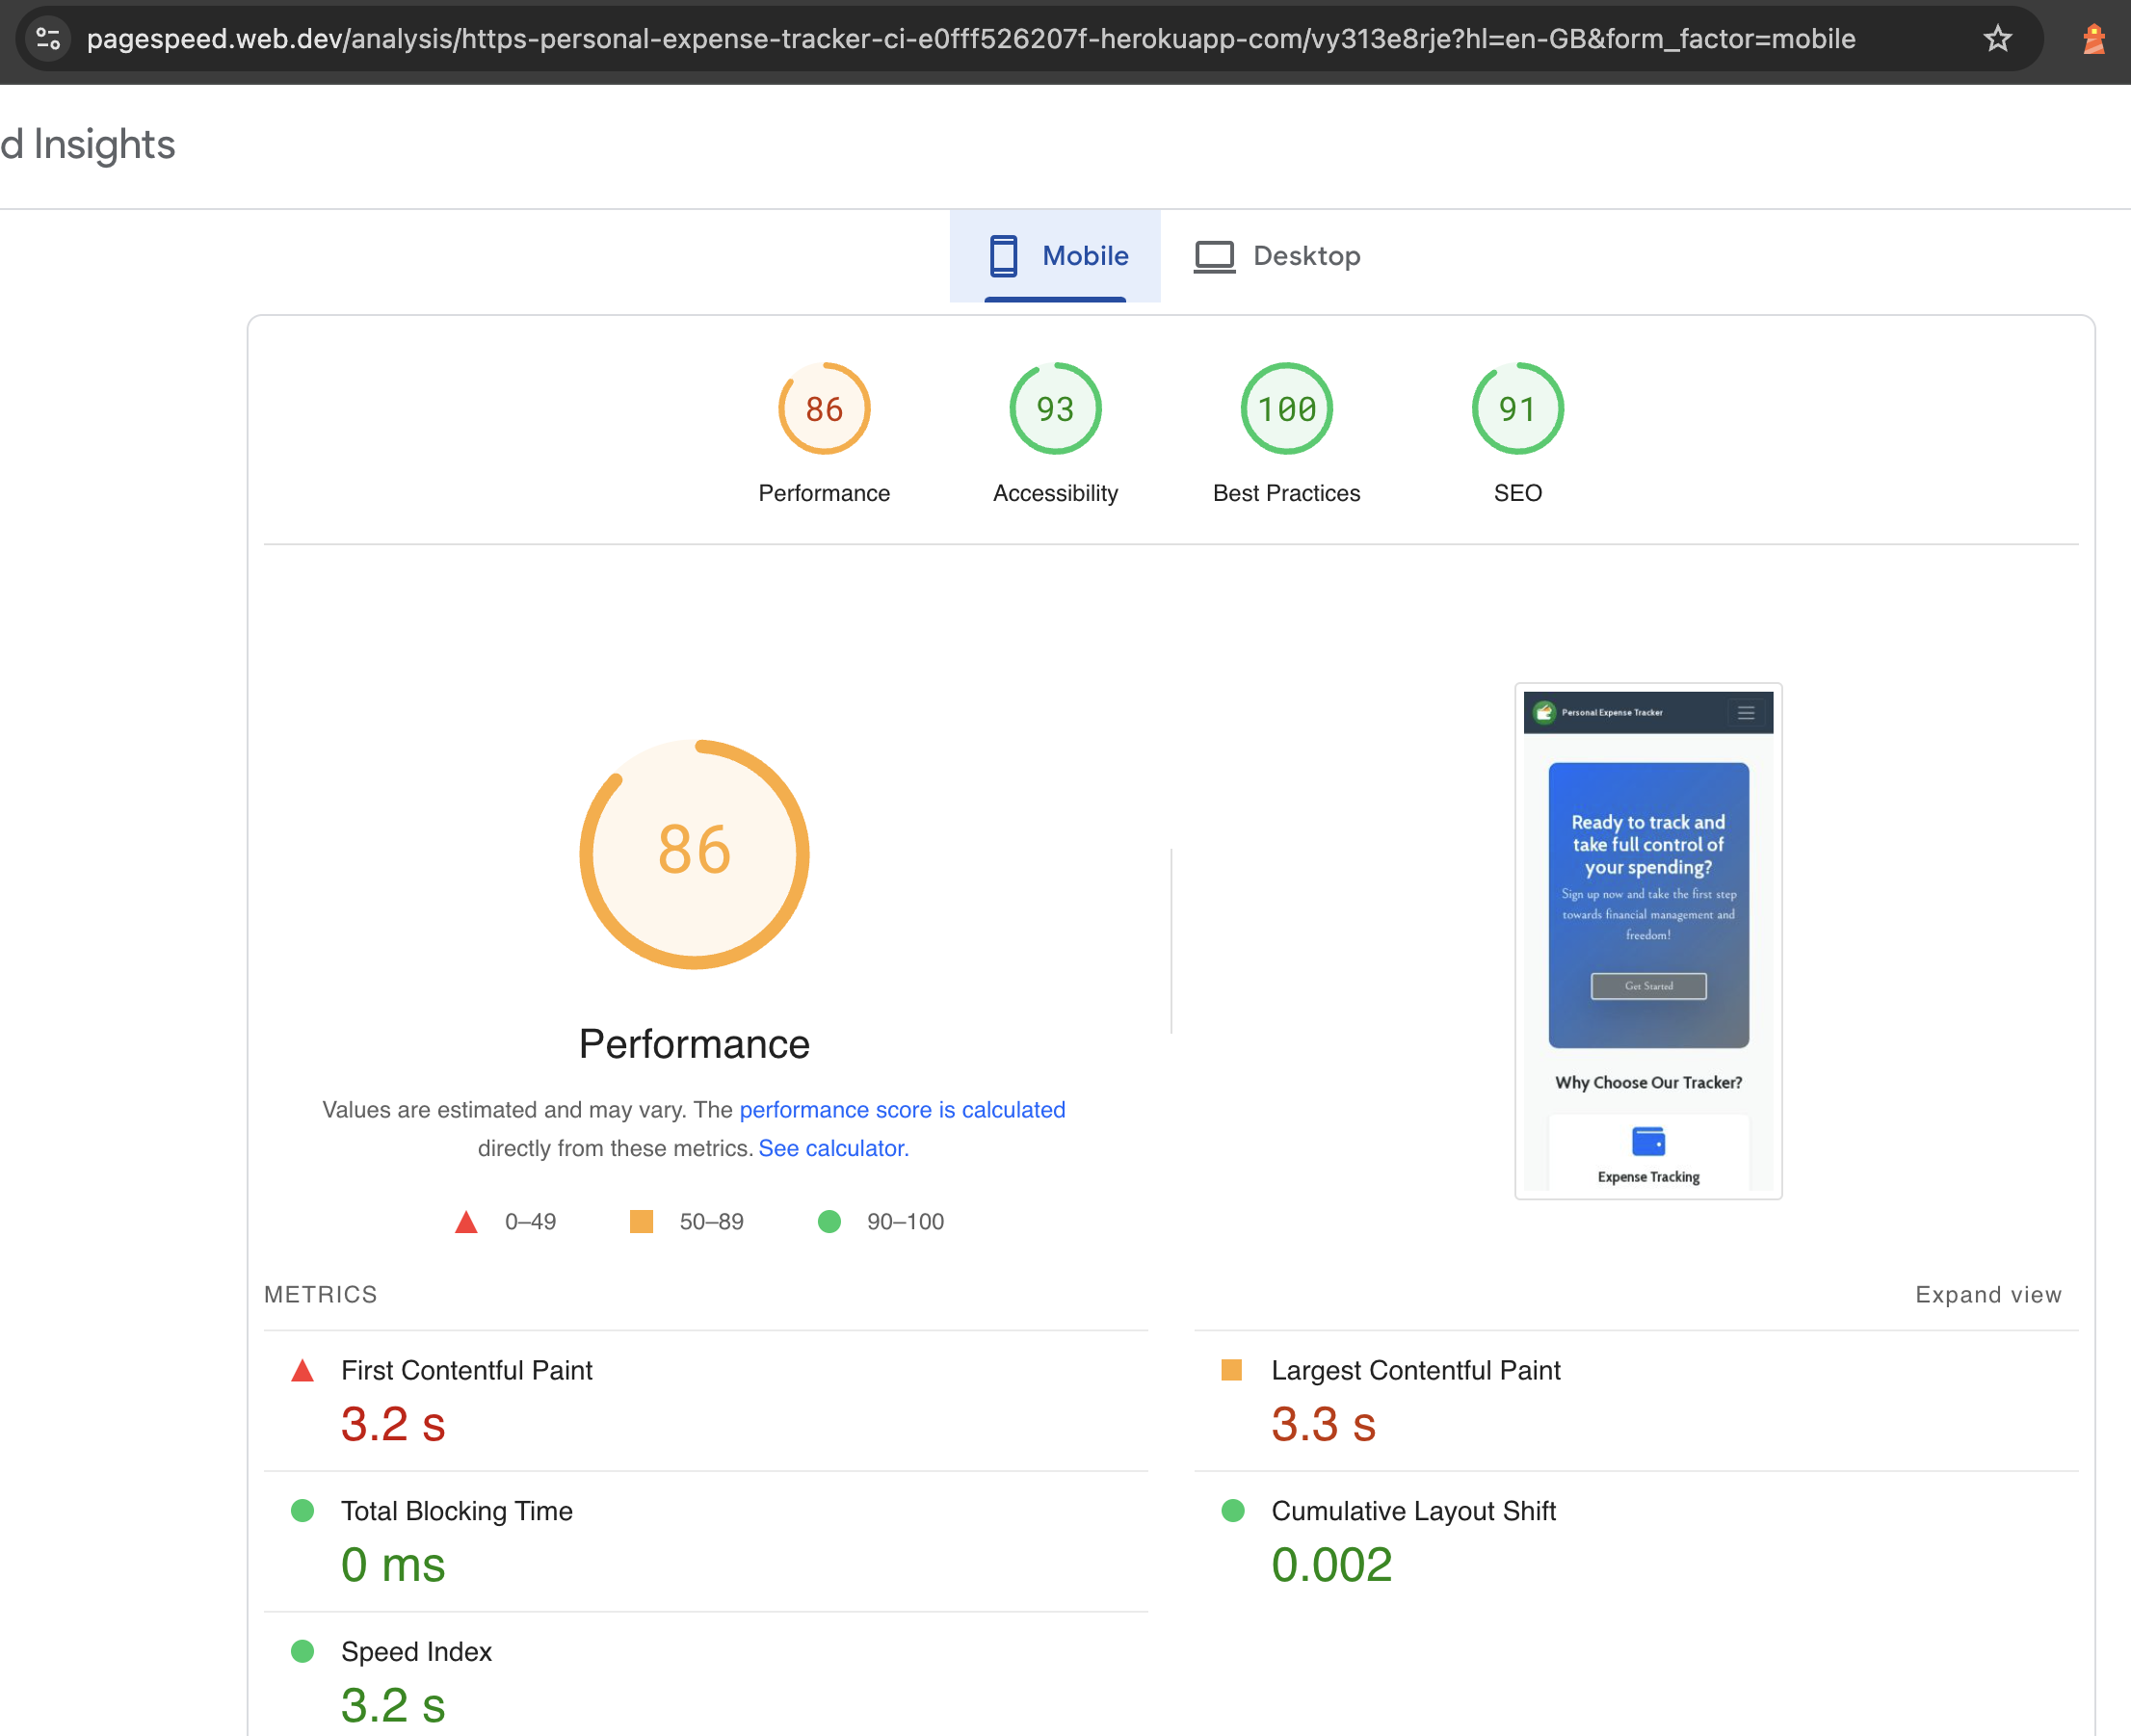 pagespeed.web.dev/analysis/https-personal-expense-tracker-ci-e0fff526207f-herokuapp-com/vy313e8rje?hl=en-GB&form_factor=mobile
d Insights
Mobile
Desktop
86
93
100
91
Performance
Accessibility
Best Practices
SEO
86
Performance
Values are estimated and may vary. The performance score is calculated
directly from these metrics. See calculator.
0–49
50–89
90–100
Personal Expense Tracker
Ready to track and
take full control of
your spending?
Sign up now and take the first step
towards financial management and
freedom!
Get Started
Why Choose Our Tracker?
Expense Tracking
METRICS
Expand view
First Contentful Paint
3.2 s
Largest Contentful Paint
3.3 s
Total Blocking Time
0 ms
Cumulative Layout Shift
0.002
Speed Index
3.2 s